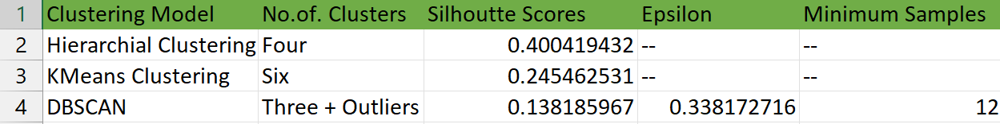 1 Clustering Model No.of. Clusters Silhoutte Scores Epsilon Minimum Samples
2 Hierarchial Clustering Four 0.400419432 -- --
3 KMeans Clustering Six 0.245462531 -- --
4 DBSCAN Three + Outliers 0.138185967 0.338172716 12